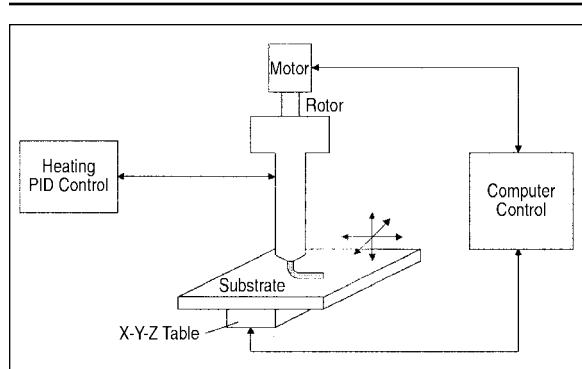 Motor
Rotor
Heating
PID Control
Computer
Control
Substrate
X-Y-Z Table